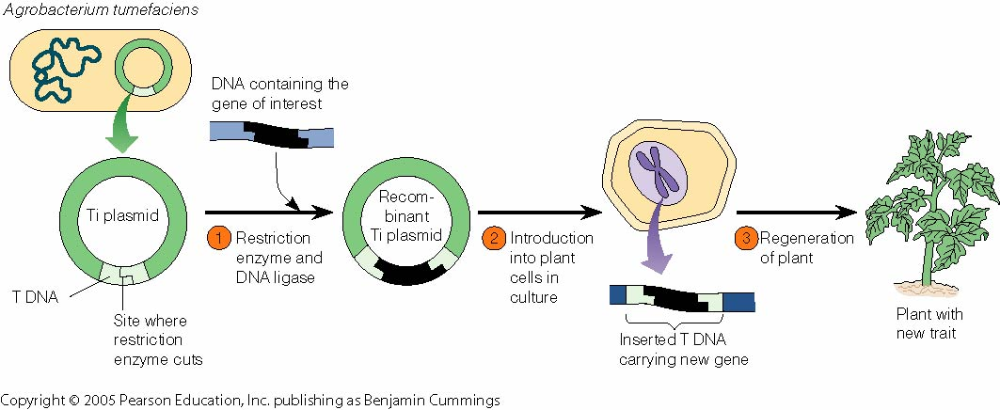 Agrobacterium tumefaciens
DNA containing the
gene of interest
Ti plasmid
T DNA
Site where
restriction
enzyme cuts
1 Restriction
enzyme and
DNA ligase
Recom-
binant
Ti plasmid
2 Introduction
into plant
cells in
culture
Inserted T DNA
carrying new gene
3 Regeneration
of plant
Plant with
new trait
Copyright © 2005 Pearson Education, Inc. publishing as Benjamin Cummings